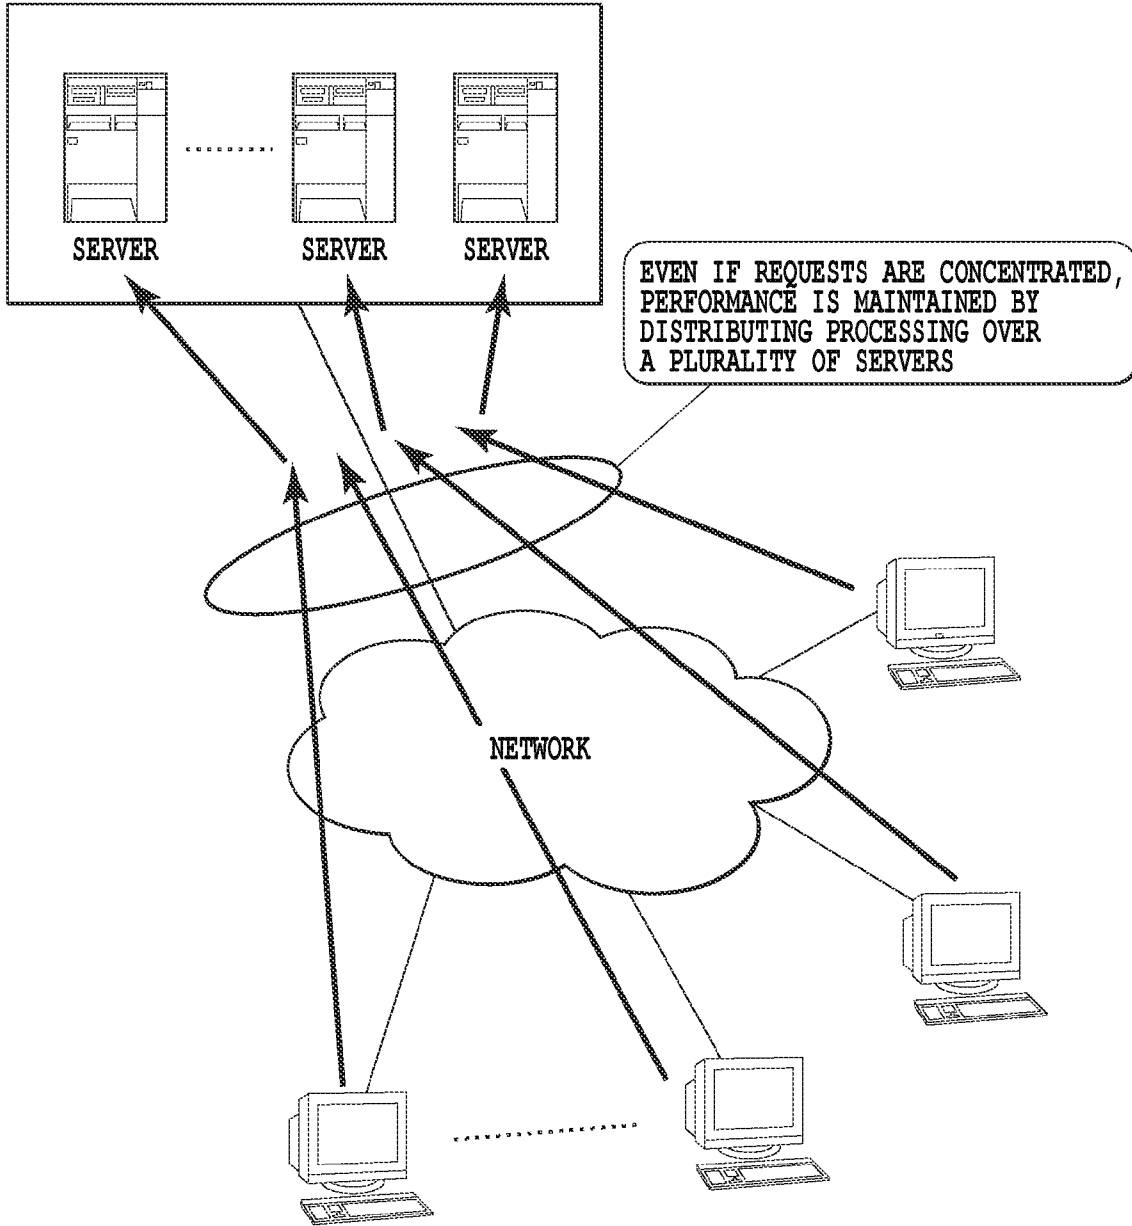 SERVER
SERVER
SERVER
EVEN IF REQUESTS ARE CONCENTRATED,
PERFORMANCE IS MAINTAINED BY
DISTRIBUTING PROCESSING OVER
A PLURALITY OF SERVERS
NETWORK